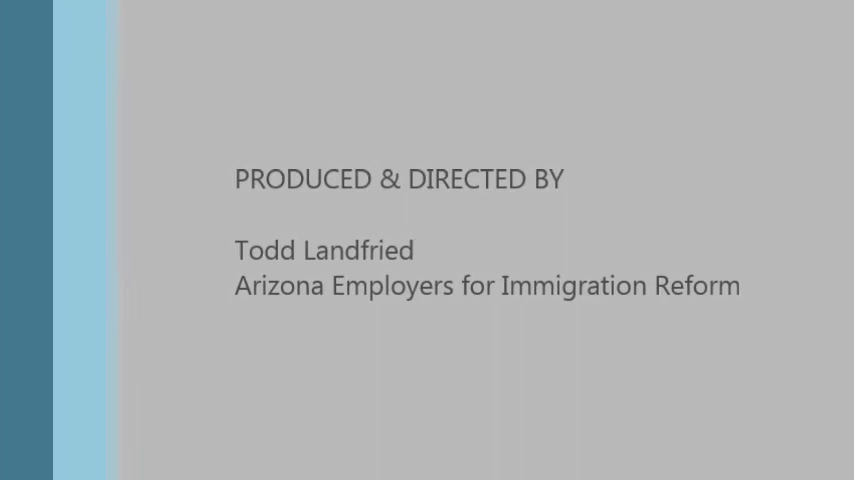 PRODUCED & DIRECTED BY
Todd Landfried
Arizona Employers for Immigration Reform